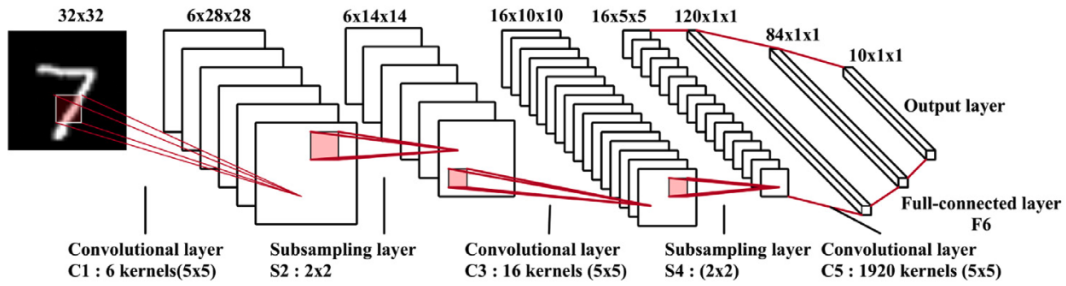 32x32
6x28x28
6x14x14
16x10x10
16x5x5
120x1x1
84x1x1
10x1x1
Output layer
Full-connected layer
F6
Convolutional layer
C1 : 6 kernels(5x5)
Subsampling layer
S2 : 2x2
Convolutional layer
C3 : 16 kernels (5x5)
Subsampling layer
S4 : (2x2)
Convolutional layer
C5 : 1920 kernels (5x5)